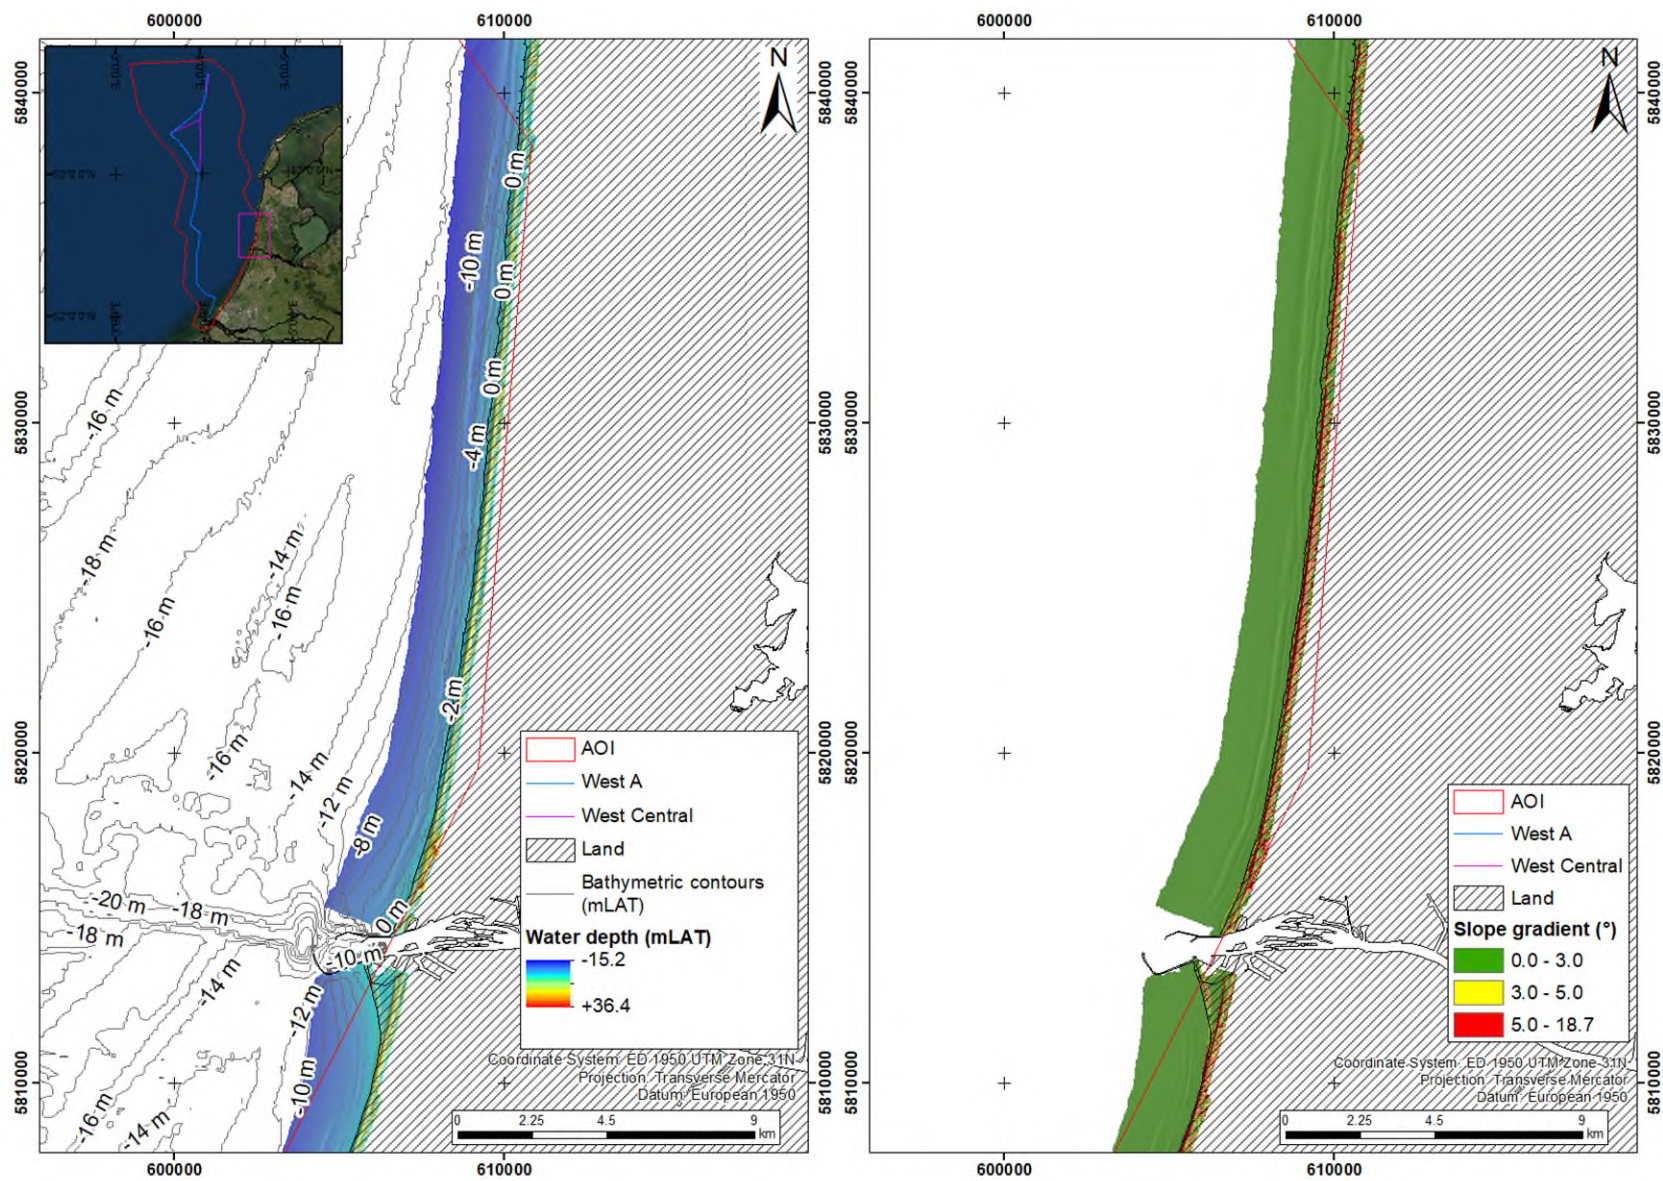 600000
610000
600000
610000
N
N
5840000
5840000
5840000
0 m
-10 m
0 m
0 m
-16 m
5830000
5830000
5830000
-4 m
-18 m
-14 m
-16 m
-16 m
-2 m
5820000
5820000
5820000
-16 m
-14 m
-12 m
-8 m
AOI
West A
West Central
Land
Bathymetric contours
(mLAT)
Water depth (mLAT)
-15.2
+36.4
AOI
West A
West Central
Land
Slope gradient (°)
0.0 - 3.0
3.0 - 5.0
5.0 - 18.7
-20 m
-18 m
0 m
-18 m
-10 m
-14 m
-12 m
-10 m
-16 m
-14 m
5810000
5810000
5810000
Coordinate System: ED 1950 UTM Zone 31N
Projection: Transverse Mercator
Datum: European 1950
0 2.25 4.5 9
km
Coordinate System: ED 1950 UTM Zone 31N
Projection: Transverse Mercator
Datum: European 1950
0 2.25 4.5 9
km
600000
610000
600000
610000